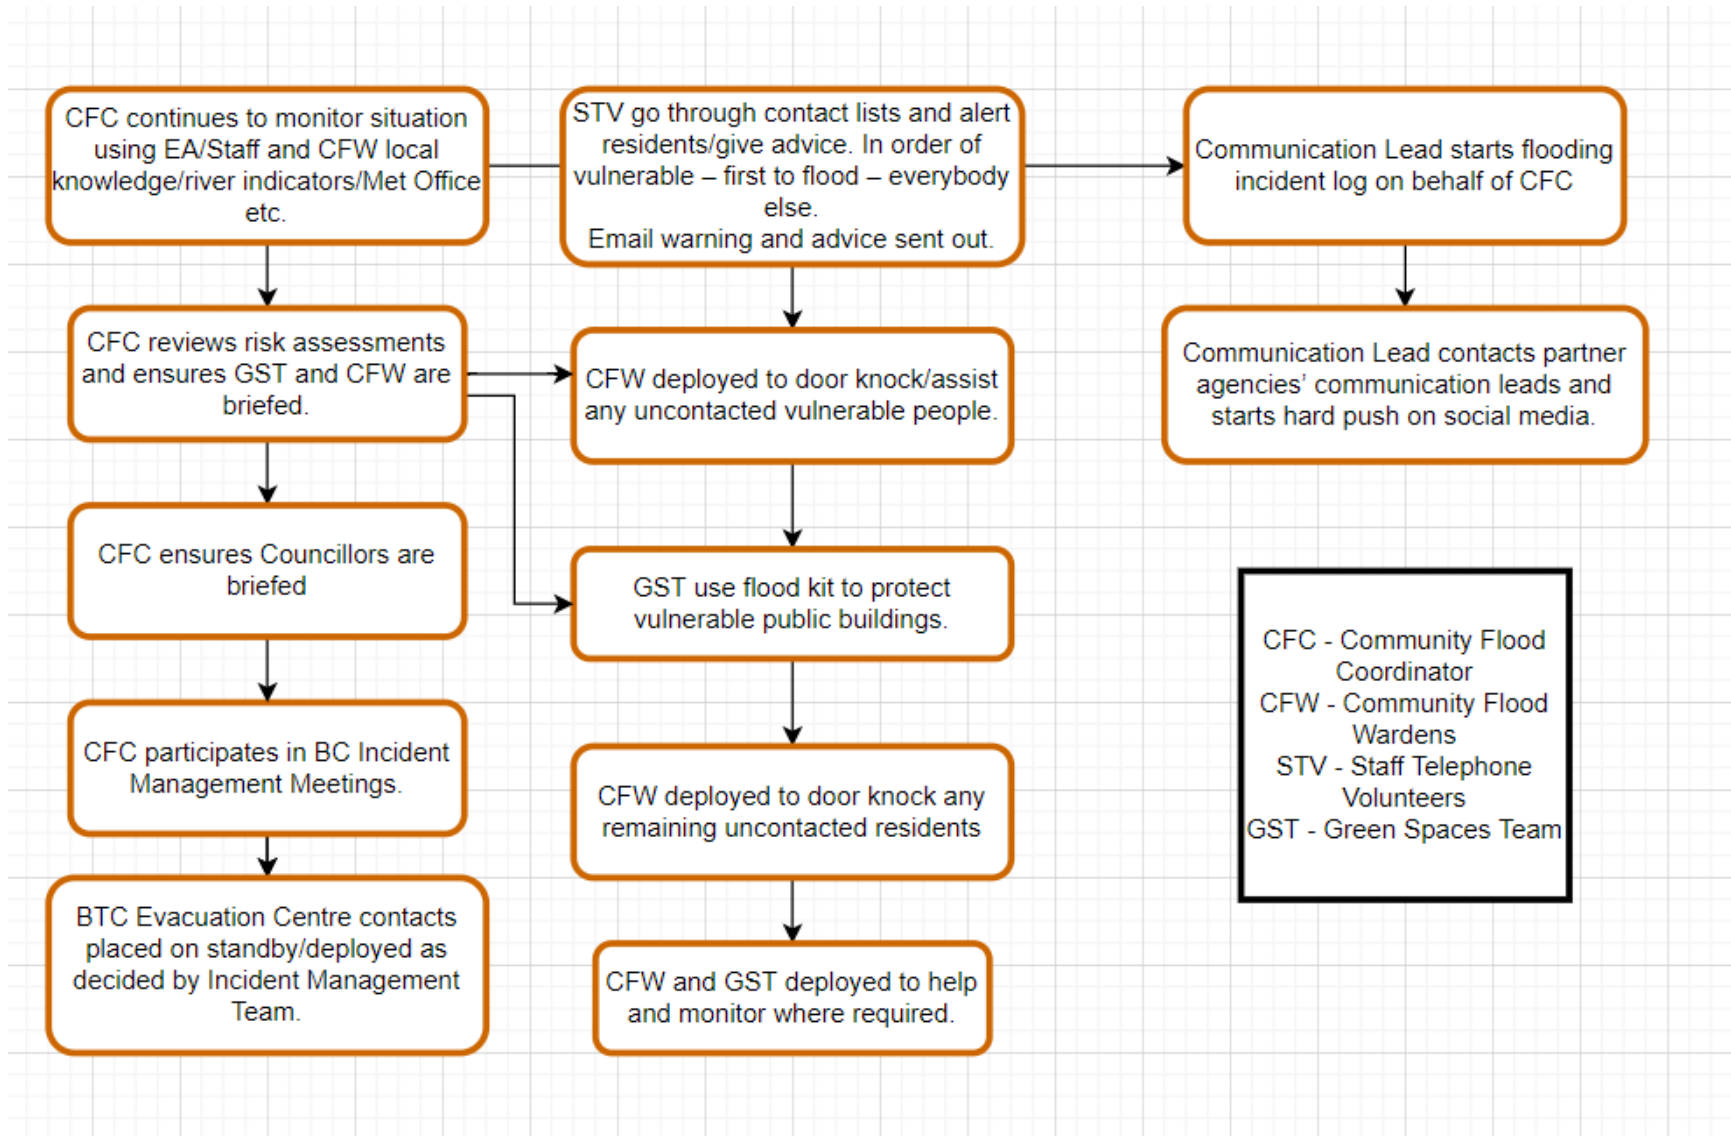 CFC continues to monitor situation
using EA/Staff and CFW local
knowledge/river indicators/Met Office
etc.
STV go through contact lists and alert
residents/give advice. In order of
vulnerable – first to flood – everybody
else.
Email warning and advice sent out.
Communication Lead starts flooding
incident log on behalf of CFC
CFC reviews risk assessments
and ensures GST and CFW are
briefed.
CFW deployed to door knock/assist
any uncontacted vulnerable people.
Communication Lead contacts partner
agencies’ communication leads and
starts hard push on social media.
CFC ensures Councillors are
briefed
GST use flood kit to protect
vulnerable public buildings.
CFC - Community Flood
Coordinator
CFW - Community Flood
Wardens
STV - Staff Telephone
Volunteers
GST - Green Spaces Team
CFC participates in BC Incident
Management Meetings.
CFW deployed to door knock any
remaining uncontacted residents
BTC Evacuation Centre contacts
placed on standby/deployed as
decided by Incident Management
Team.
CFW and GST deployed to help
and monitor where required.